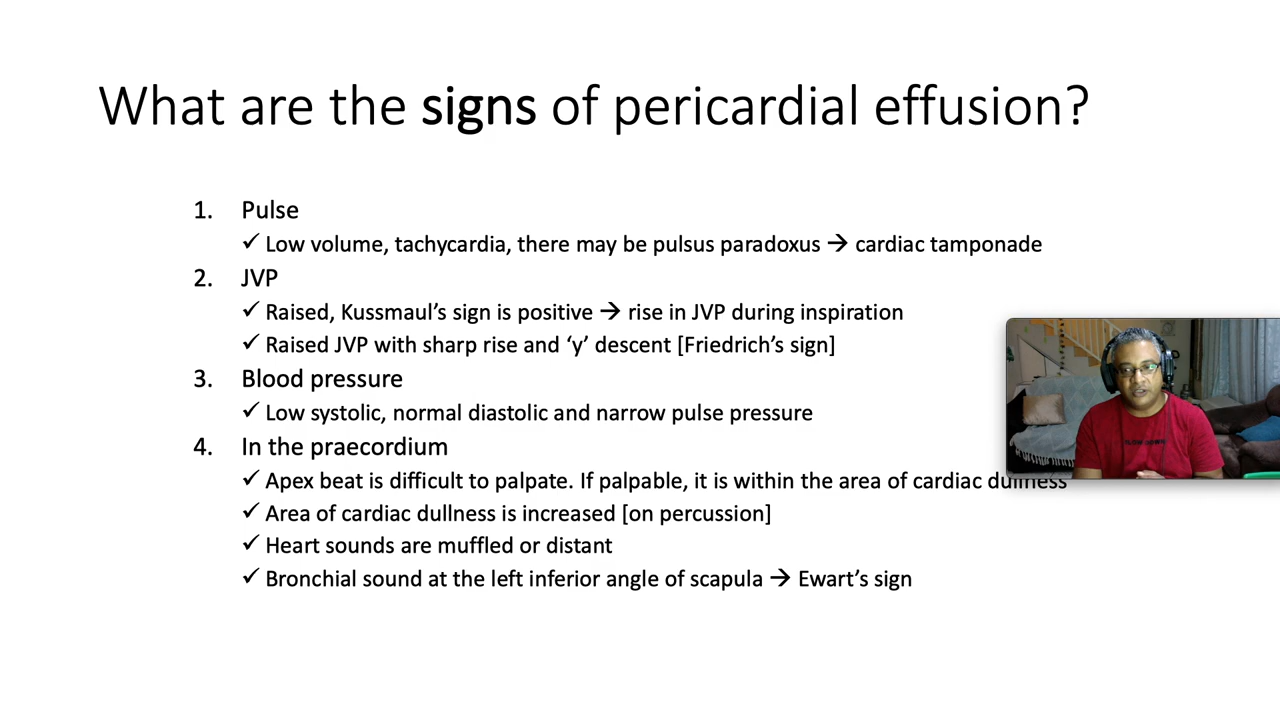 What are the signs of pericardial effusion?
1. Pulse
✓ Low volume, tachycardia, there may be pulsus paradoxus → cardiac tamponade
2. JVP
✓ Raised, Kussmaul’s sign is positive → rise in JVP during inspiration
✓ Raised JVP with sharp rise and ‘y’ descent [Friedrich’s sign]
3. Blood pressure
✓ Low systolic, normal diastolic and narrow pulse pressure
4. In the praecordium
✓ Apex beat is difficult to palpate. If palpable, it is within the area of cardiac dullness
✓ Area of cardiac dullness is increased [on percussion]
✓ Heart sounds are muffled or distant
✓ Bronchial sound at the left inferior angle of scapula → Ewart’s sign